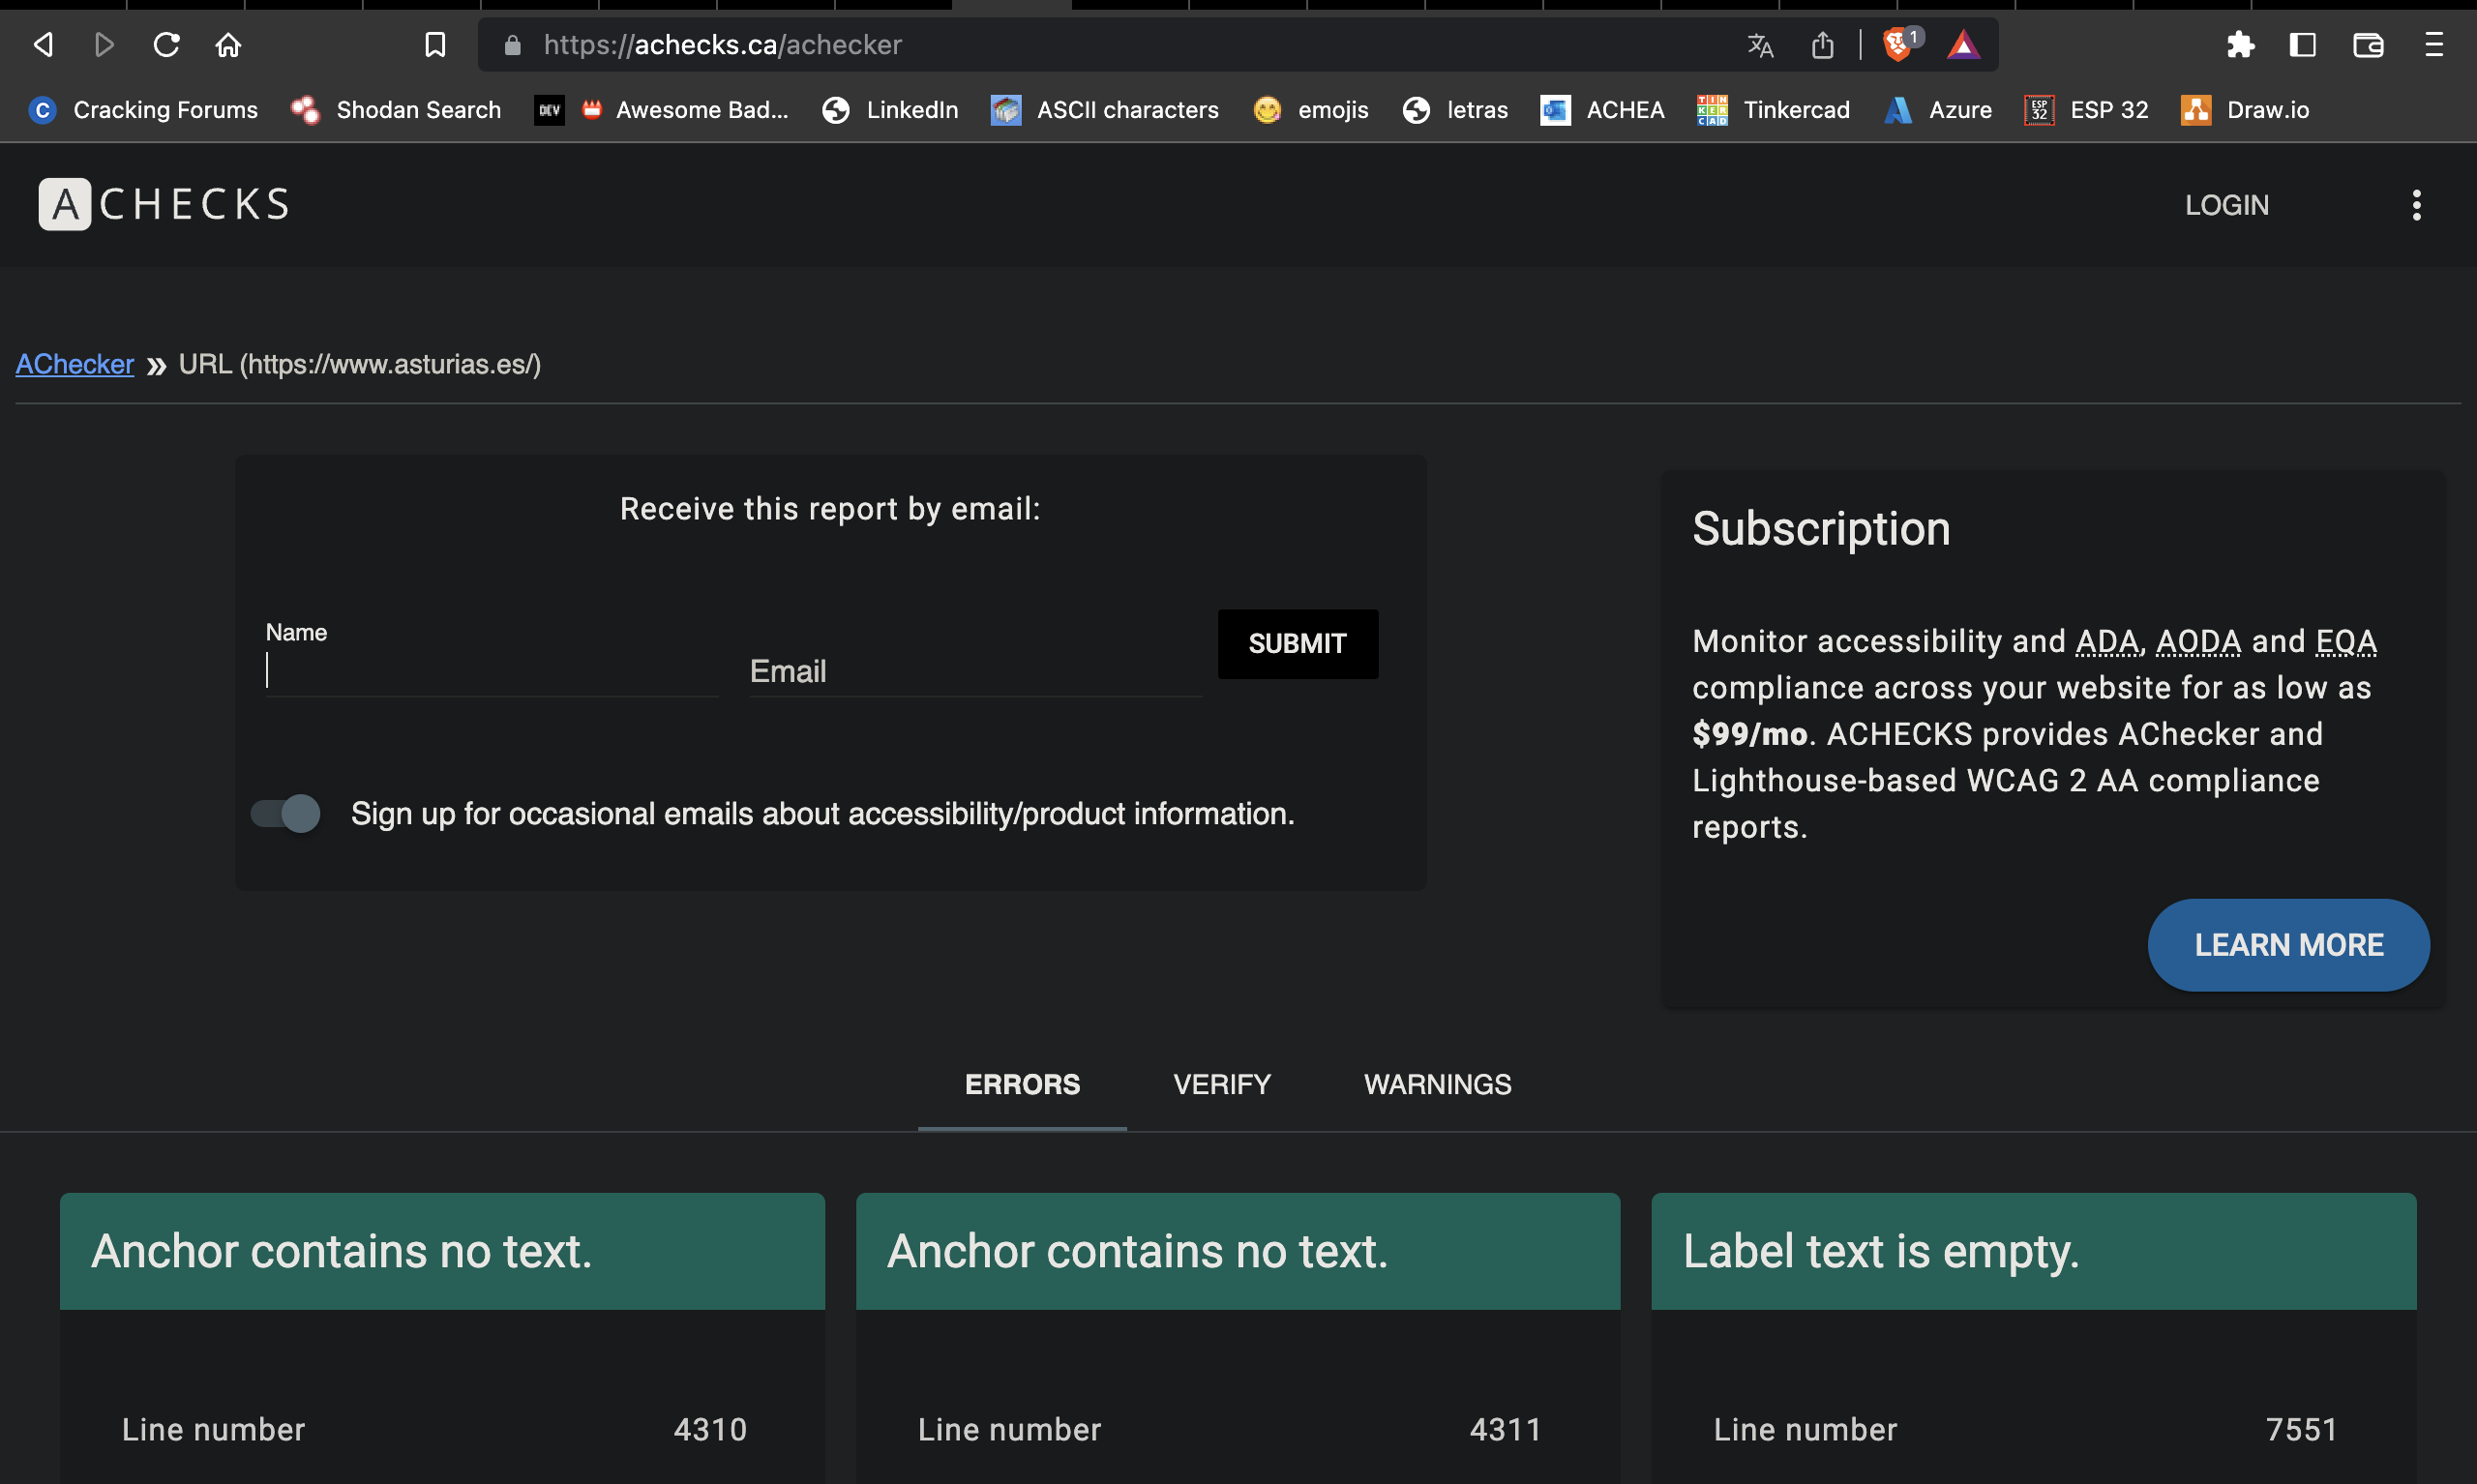 https://achecks.ca/achecker
1
C Cracking Forums Shodan Search DEV Awesome Bad... LinkedIn ASCII characters emojis letras ACHEA TINKERCAD Tinkercad Azure ESP 32 ESP 32 Draw.io
ACHECKS
LOGIN
AChecker » URL (https://www.asturias.es/)
Receive this report by email:
Name
Email
SUBMIT
Sign up for occasional emails about accessibility/product information.
Subscription
Monitor accessibility and ADA, AODA and EQA
compliance across your website for as low as
$99/mo. ACHECKS provides AChecker and
Lighthouse-based WCAG 2 AA compliance
reports.
LEARN MORE
ERRORS VERIFY WARNINGS
Anchor contains no text.
Line number 4310
Anchor contains no text.
Line number 4311
Label text is empty.
Line number 7551